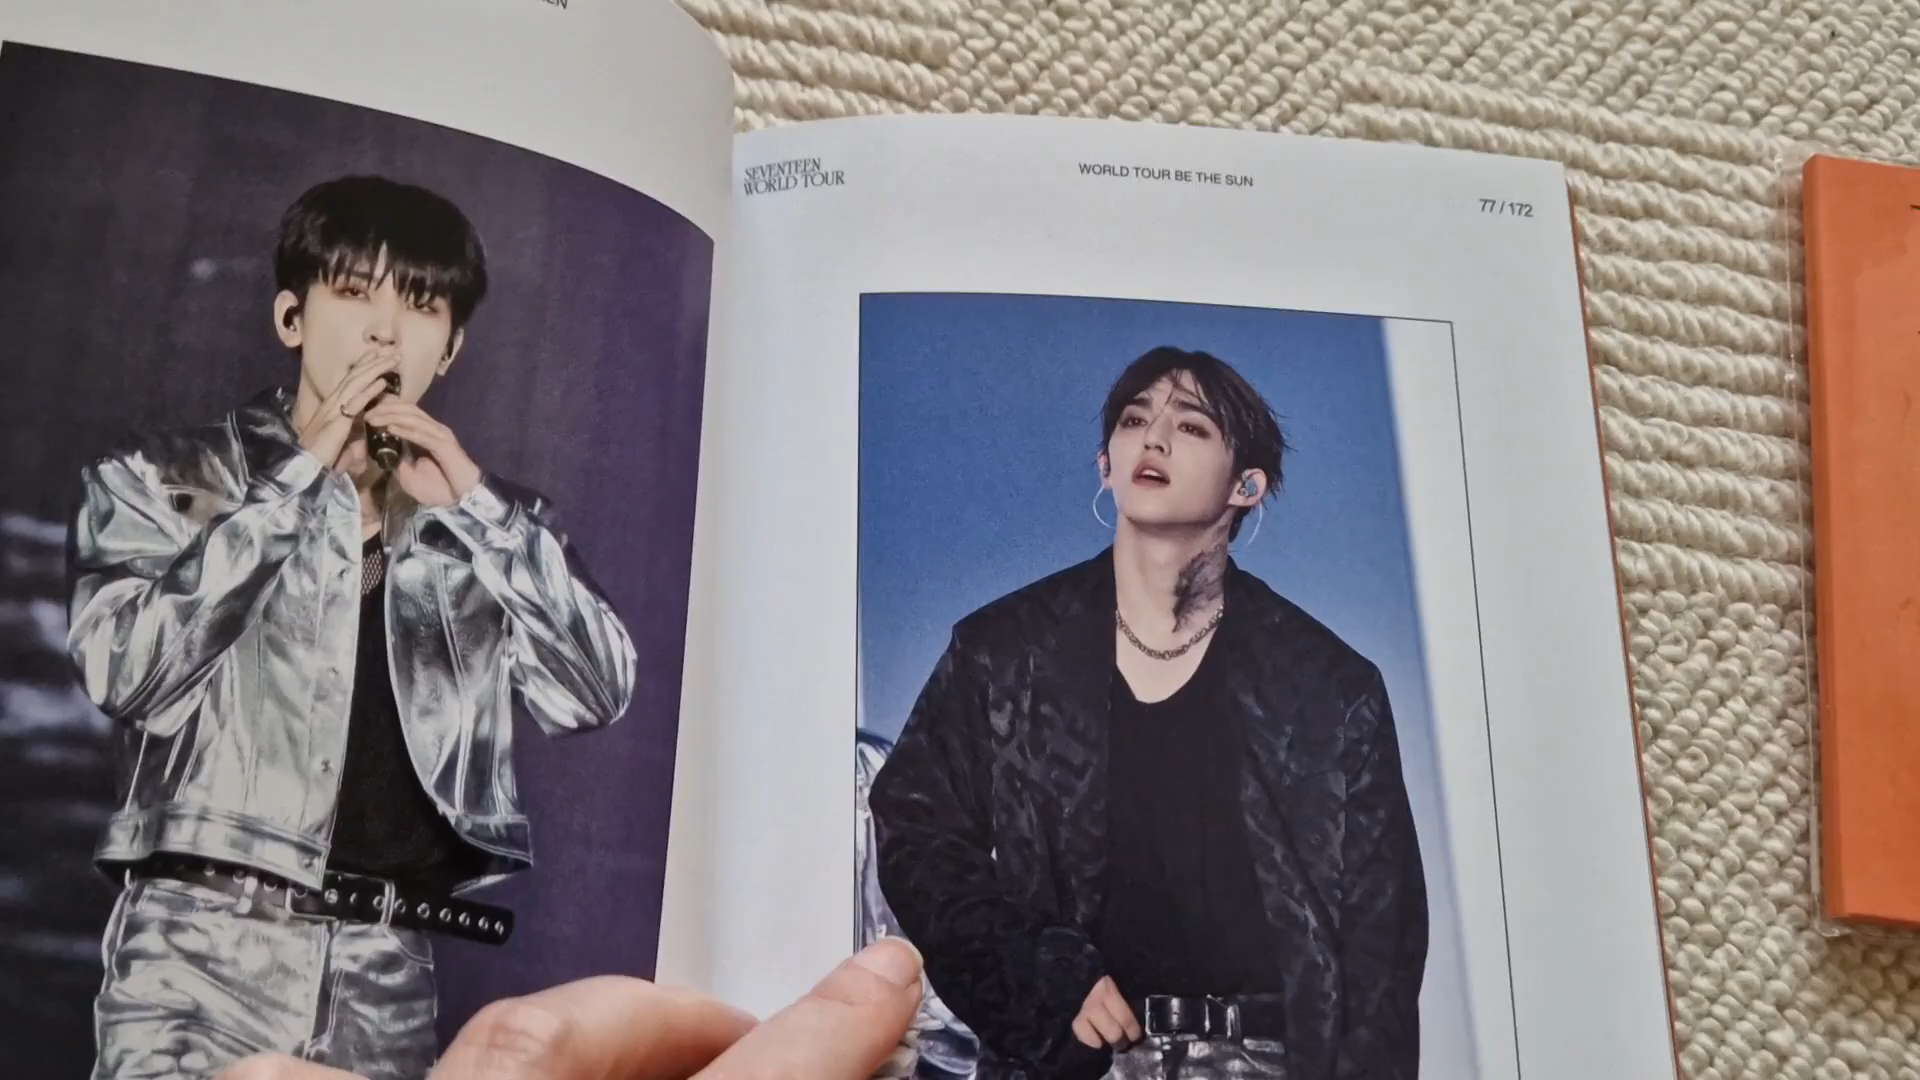 SEVENTEEN
WORLD TOUR
WORLD TOUR BE THE SUN
77 / 172